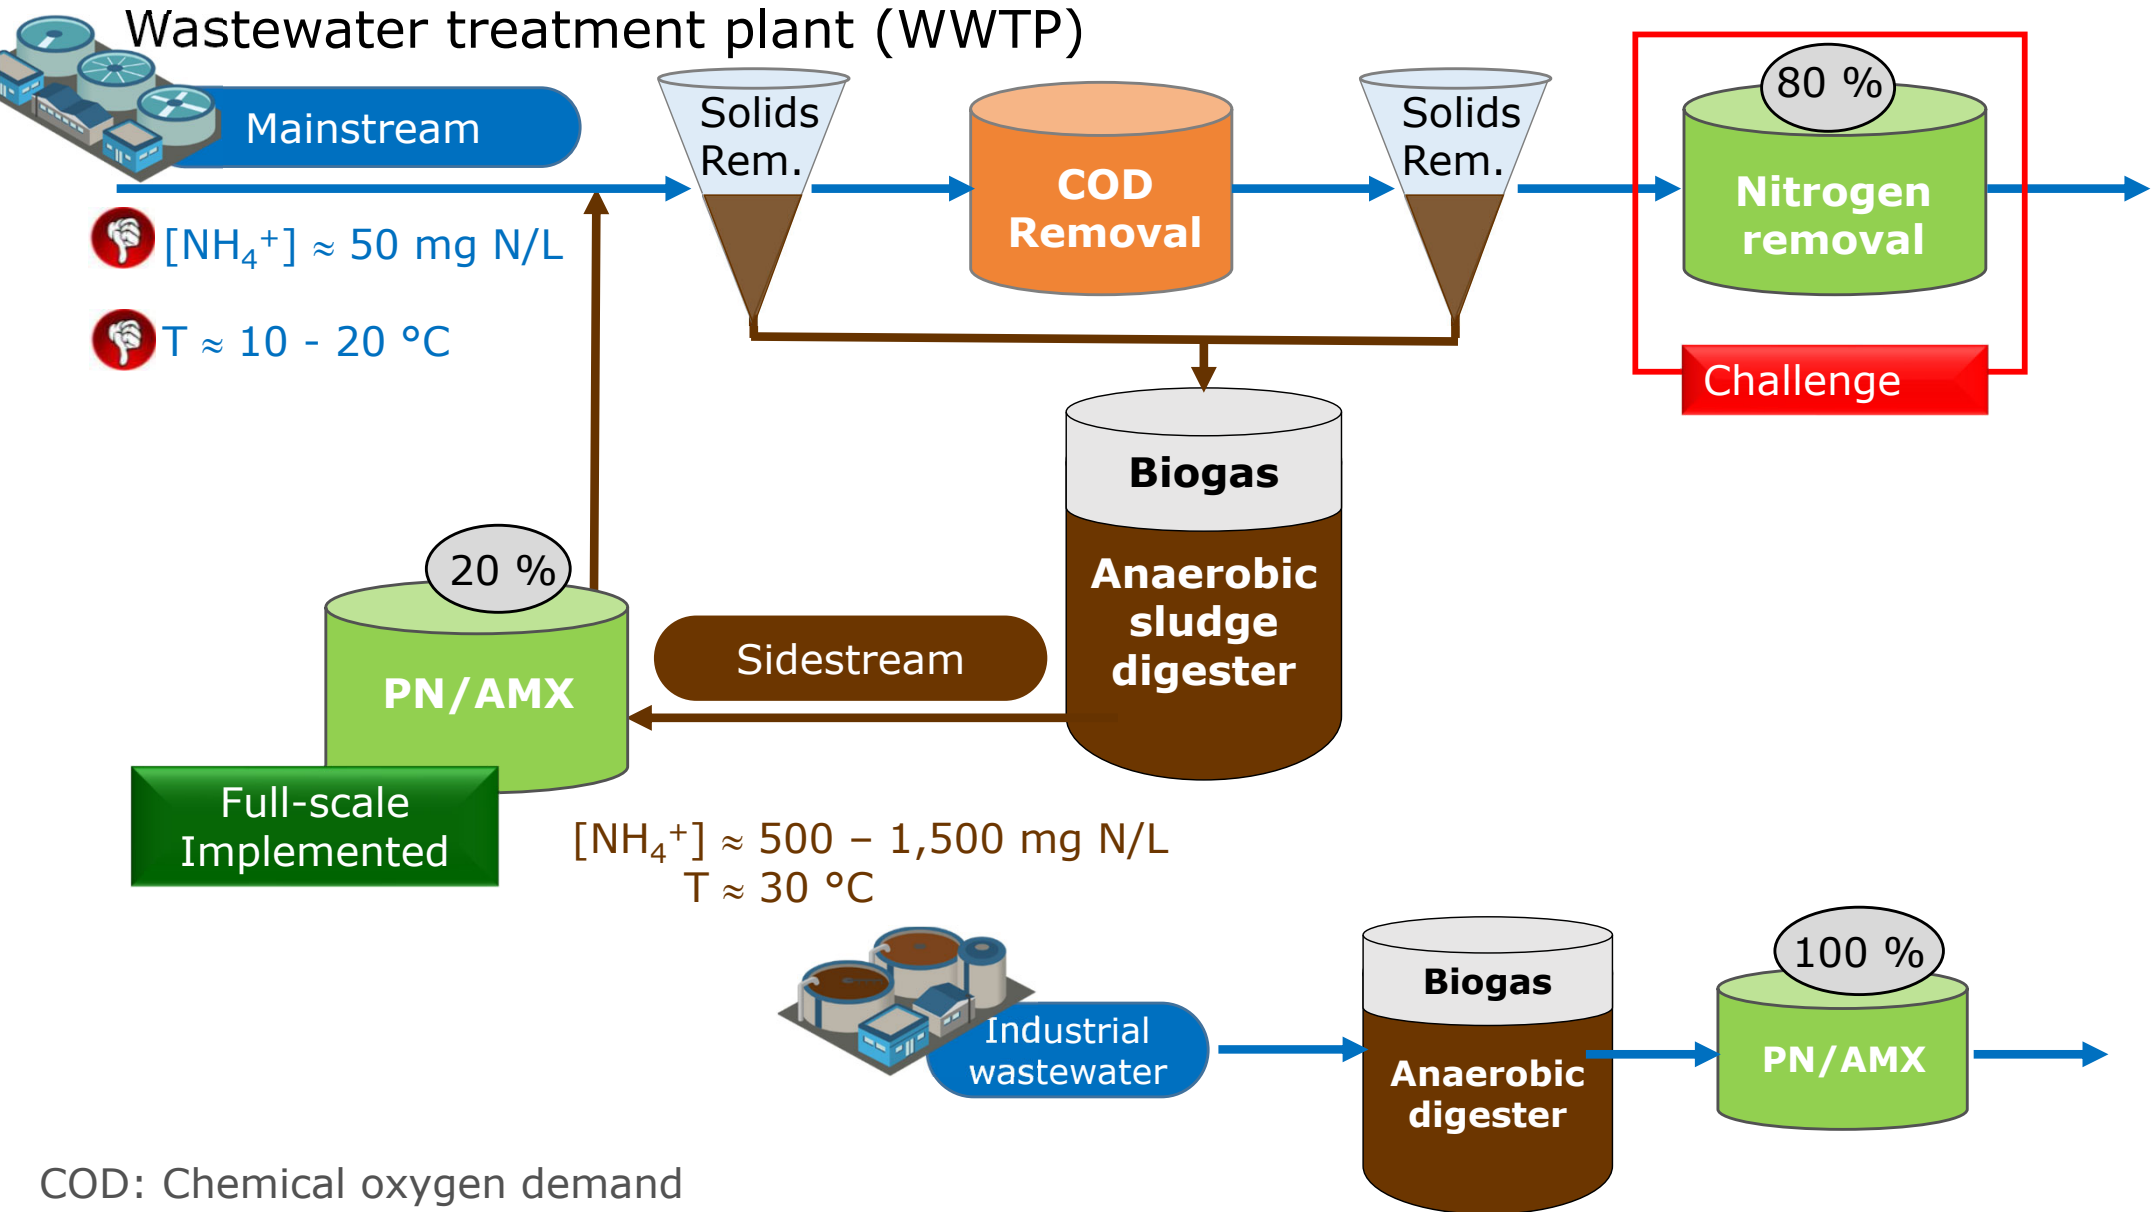 Wastewater treatment plant (WWTP)
Mainstream
[NH₄⁺] ≈ 50 mg N/L
T ≈ 10 - 20 °C
Solids
Rem.
COD
Removal
Solids
Rem.
80 %
Nitrogen
removal
Challenge
Biogas
Anaerobic
sludge
digester
Sidestream
20 %
PN/AMX
Full-scale
Implemented
[NH₄⁺] ≈ 500 – 1,500 mg N/L
T ≈ 30 °C
Industrial
wastewater
Biogas
Anaerobic
digester
100 %
PN/AMX
COD: Chemical oxygen demand